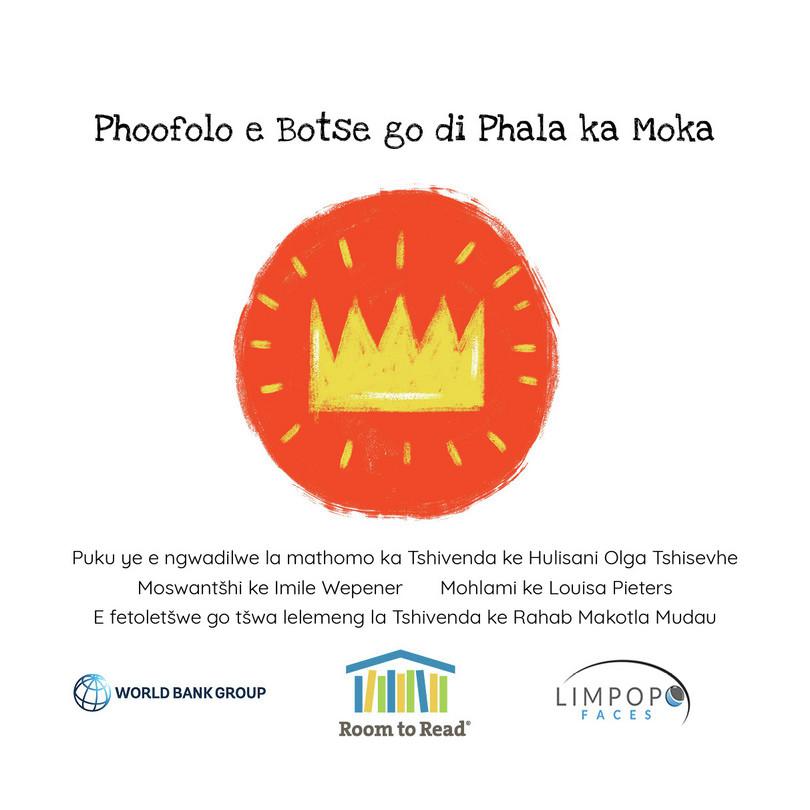 Phoofolo e Botse go di Phala ka Moka
Puku ye e ngwadilwe la mathomo ka Tshivenda ke Hulisani Olga Tshisevhe
Moswantšhi ke Imile Wepener Mohlami ke Louisa Pieters
E fetoletšwe go tšwa lelemeng la Tshivenda ke Rahab Makotla Mudau
WORLD BANK GROUP
Room to Read®
LIMPOPO
FACES